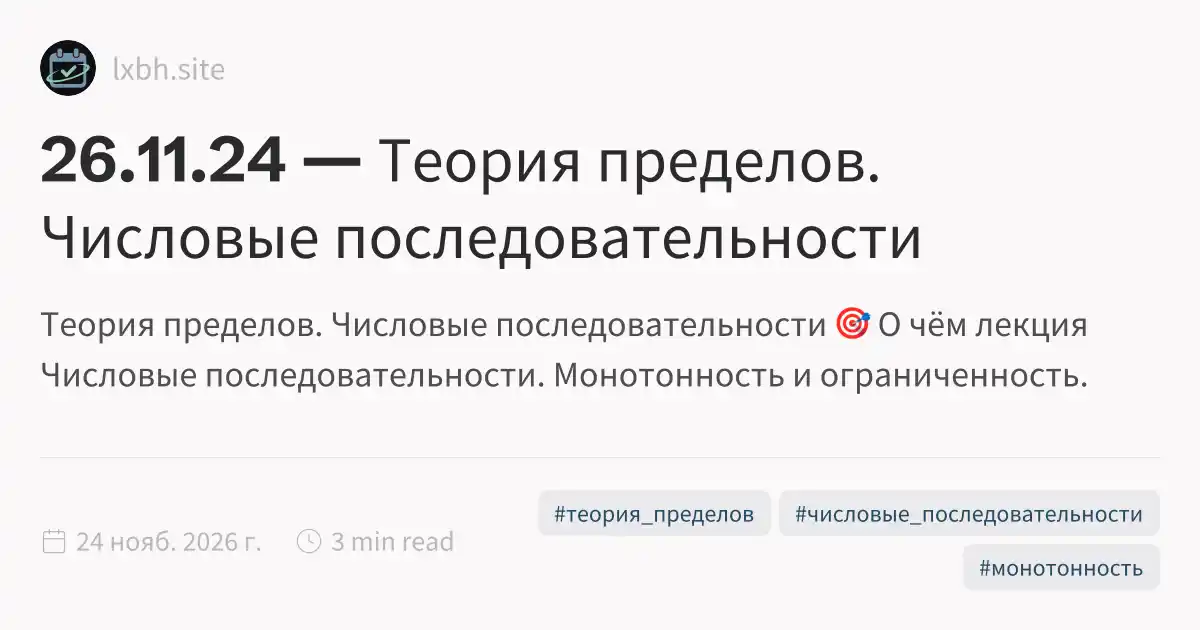 lxbh.site
26.11.24 — Теория пределов.
Числовые последовательности
Теория пределов. Числовые последовательности 🎯 О чём лекция
Числовые последовательности. Монотонность и ограниченность.
24 нояб. 2026 г. 3 min read
#теория_пределов #числовые_последовательности
#монотонность